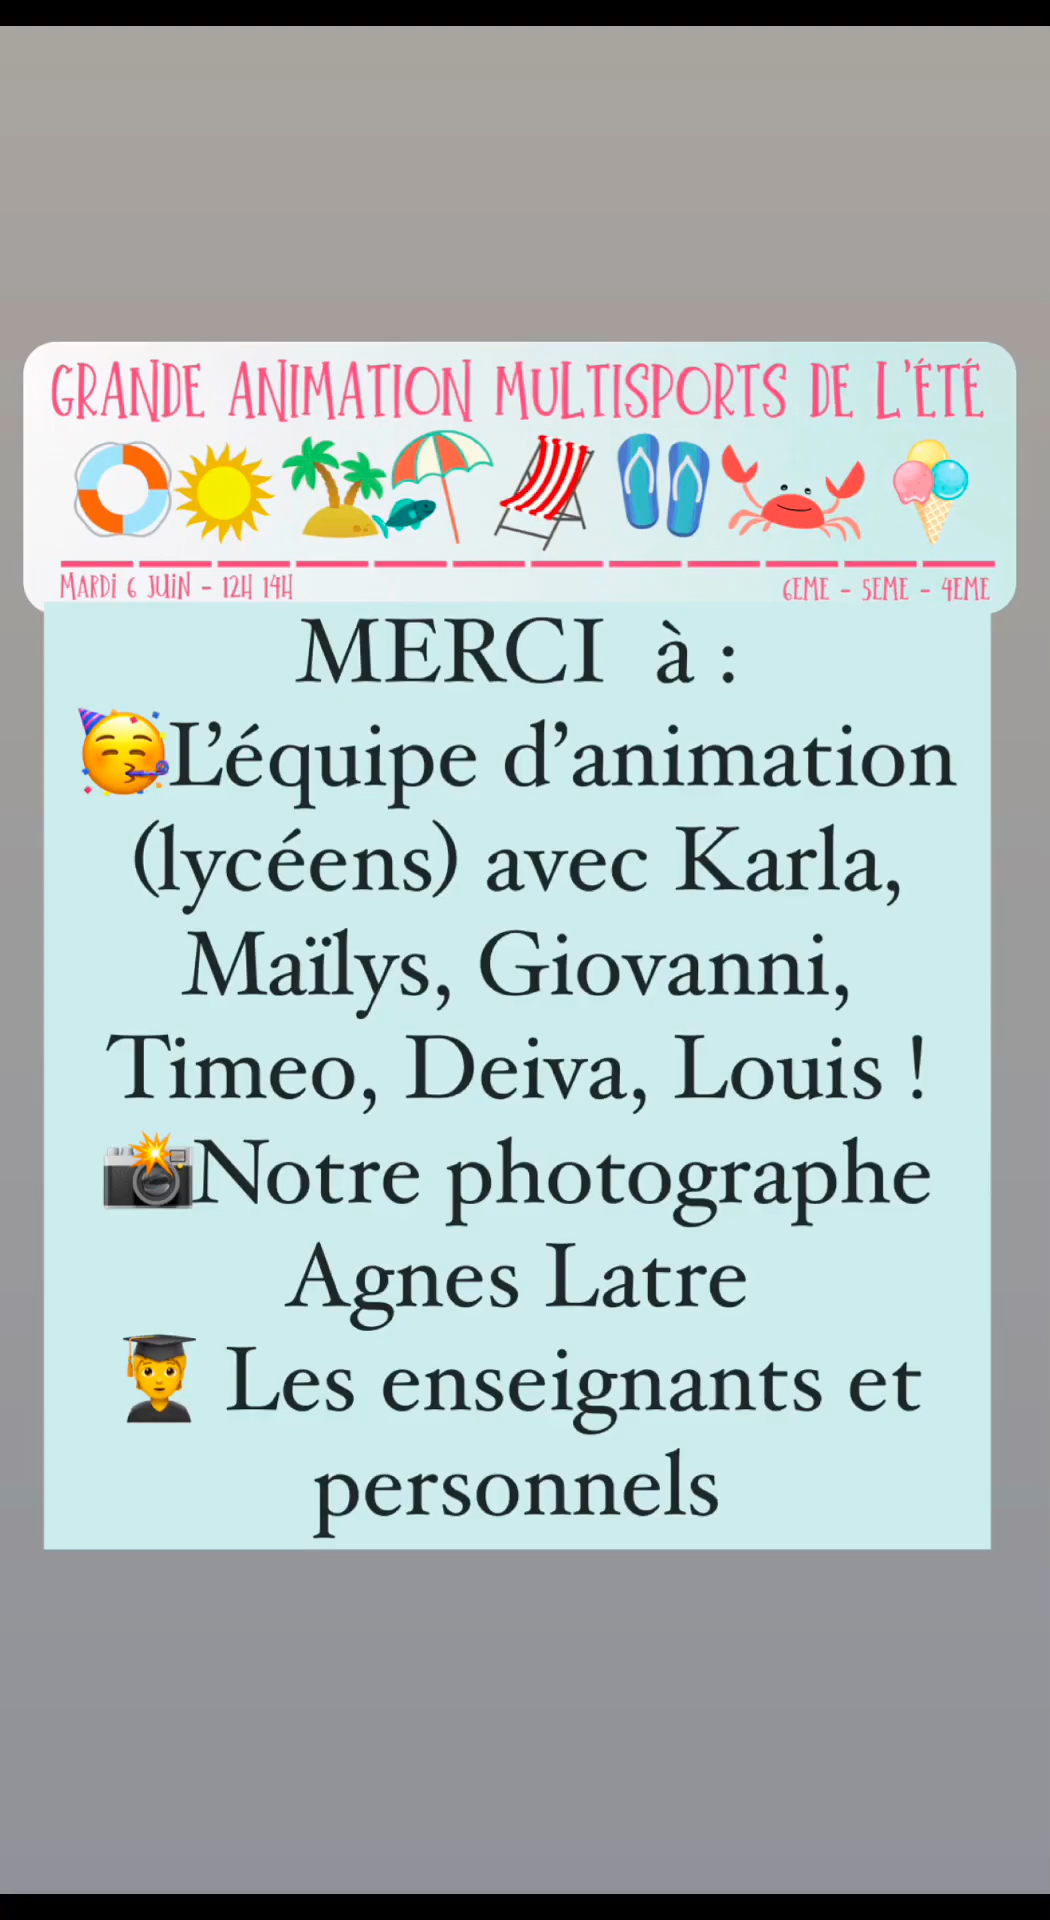 GRANDE ANIMATION MULTISPORTS DE L'ÉTÉ
MARDI 6 JUIN - 12H 14H
6EME - 5EME - 4EME
MERCI à :
🥳L’équipe d’animation
(lycéens) avec Karla,
Maïlys, Giovanni,
Timeo, Deiva, Louis !
📸Notre photographe
Agnes Latre
🧑‍🎓 Les enseignants et
personnels